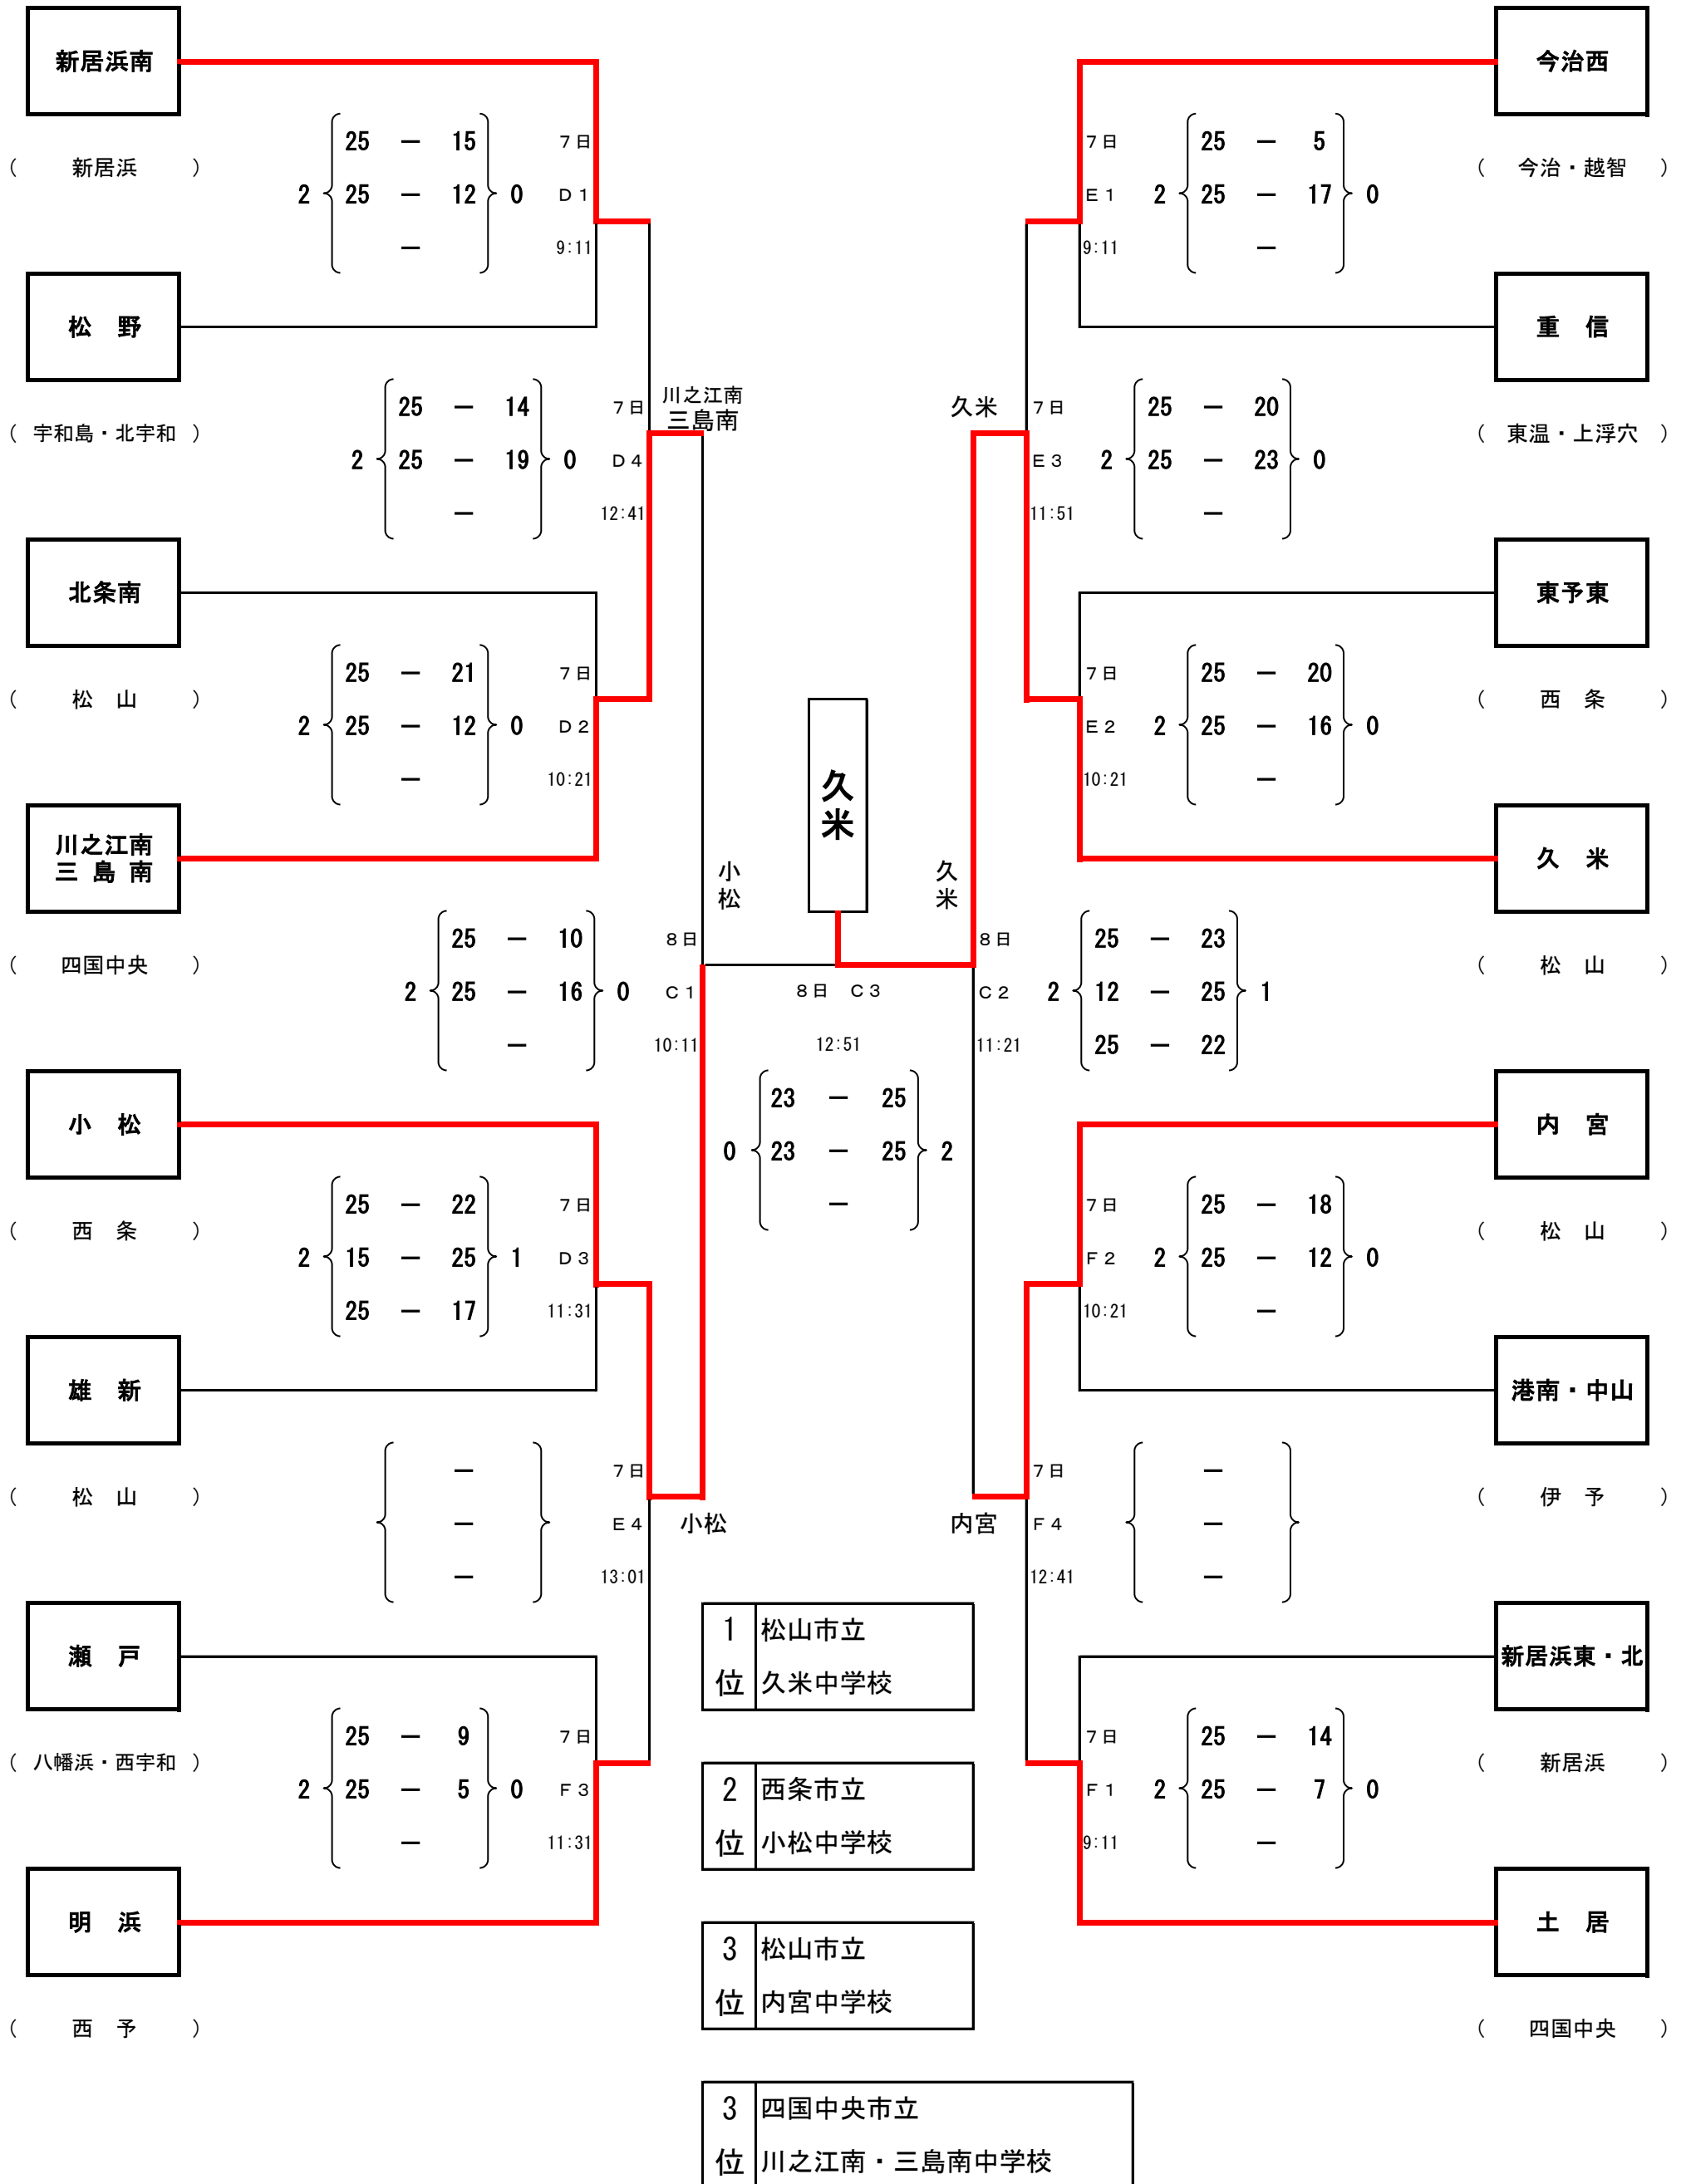 新居浜南
今治西
25 － 15
7日
7日
25 － 5
( 新居浜 )
( 今治・越智 )
2 25 － 12 0
D1
E1
2 25 － 17 0
－
9:11
9:11
－
松　野
重　信
25 － 14
7日
川之江南
三島南
久米
7日
25 － 20
( 宇和島・北宇和 )
( 東温・上浮穴 )
2 25 － 19 0
D4
E3
2 25 － 23 0
－
12:41
11:51
－
北条南
東予東
25 － 21
7日
7日
25 － 20
( 松　山 )
( 西　条 )
2 25 － 12 0
D2
E2
2 25 － 16 0
－
10:21
10:21
－
久米
川之江南
三 島 南
久　米
小松
久米
25 － 10
8日
8日
25 － 23
( 四国中央 )
( 松　山 )
2 25 － 16 0
C1
8日 C3
C2
2 12 － 25 1
－
10:11
12:51
11:21
25 － 22
23 － 25
0 23 － 25 2
－
小　松
内　宮
25 － 22
7日
7日
25 － 18
( 西　条 )
( 松　山 )
2 15 － 25 1
D3
F2
2 25 － 12 0
25 － 17
11:31
10:21
－
雄　新
港南・中山
－
7日
7日
－
( 松　山 )
( 伊　予 )
－
E4
小松
内宮
F4
－
－
13:01
12:41
－
瀬　戸
新居浜東・北
1位 松山市立
久米中学校
25 － 9
7日
7日
25 － 14
( 八幡浜・西宇和 )
( 新居浜 )
2 25 － 5 0
F3
F1
2 25 － 7 0
－
11:31
9:11
－
2位 西条市立
小松中学校
明　浜
土　居
3位 松山市立
内宮中学校
( 西　予 )
( 四国中央 )
3位 四国中央市立
川之江南・三島南中学校